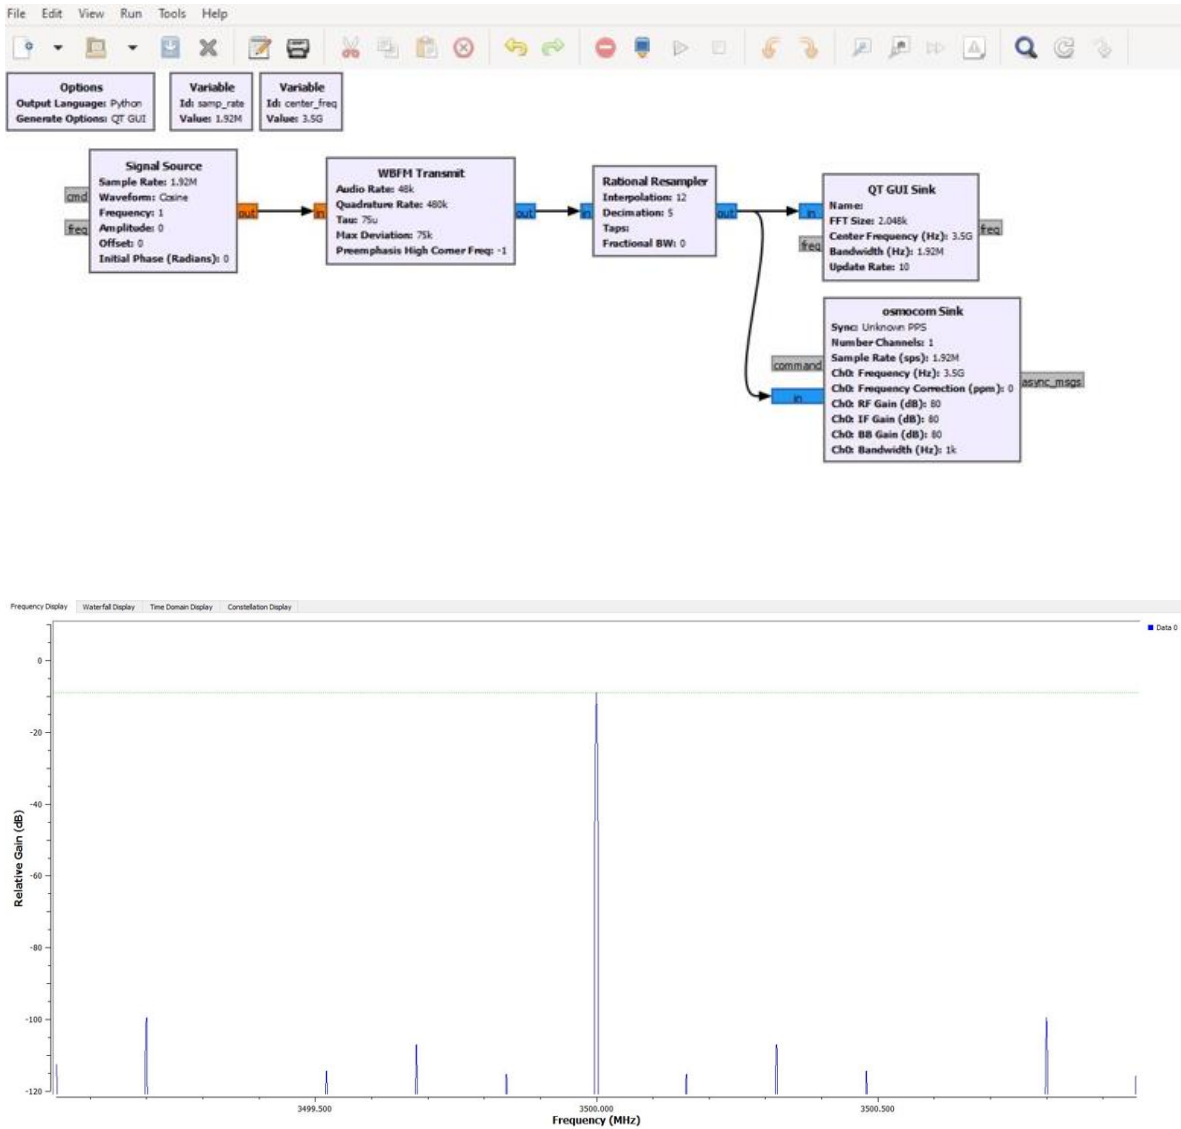 File Edit View Run Tools Help
Options
Output Language: Python
Generate Options: QT GUI
Variable
Id: samp_rate
Value: 1.92M
Variable
Id: center_freq
Value: 3.5G
Signal Source
Sample Rate: 1.92M
Waveform: Cosine
Frequency: 1
Amplitude: 0
Offset: 0
Initial Phase (Radians): 0
cmd
freq
out
WBFM Transmit
Audio Rate: 48k
Quadrature Rate: 480k
Tau: 75u
Max Deviation: 75k
Preemphasis High Corner Freq: -1
in
out
Rational Resampler
Interpolation: 12
Decimation: 5
Taps:
Fractional BW: 0
in
out
QT GUI Sink
Name:
FFT Size: 2.048k
Center Frequency (Hz): 3.5G
Bandwidth (Hz): 1.92M
Update Rate: 10
in
freq
freq
osmocom Sink
Sync: Unknown PPS
Number Channels: 1
Sample Rate (sps): 1.92M
Ch0: Frequency (Hz): 3.5G
Ch0: Frequency Correction (ppm): 0
Ch0: RF Gain (dB): 80
Ch0: IF Gain (dB): 80
Ch0: BB Gain (dB): 80
Ch0: Bandwidth (Hz): 1k
command
in
async_msgs
Frequency Display Waterfall Display Time Domain Display Constellation Display
Data 0
0
-20
-40
-60
-80
-100
-120
Relative Gain (dB)
3499.500 3500.000 3500.500
Frequency (MHz)